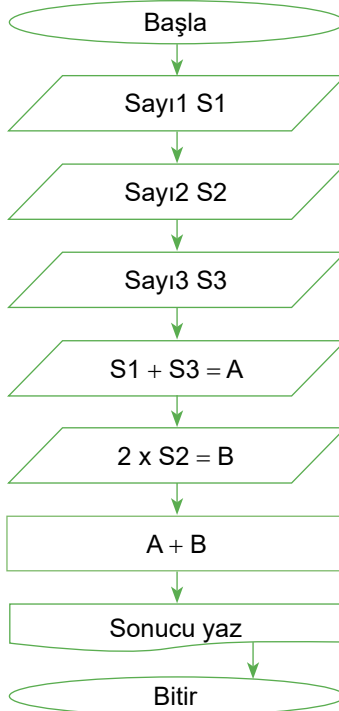 Başla
Sayı1 S1
Sayı2 S2
Sayı3 S3
S1 + S3 = A
2 x S2 = B
A + B
Sonucu yaz
Bitir